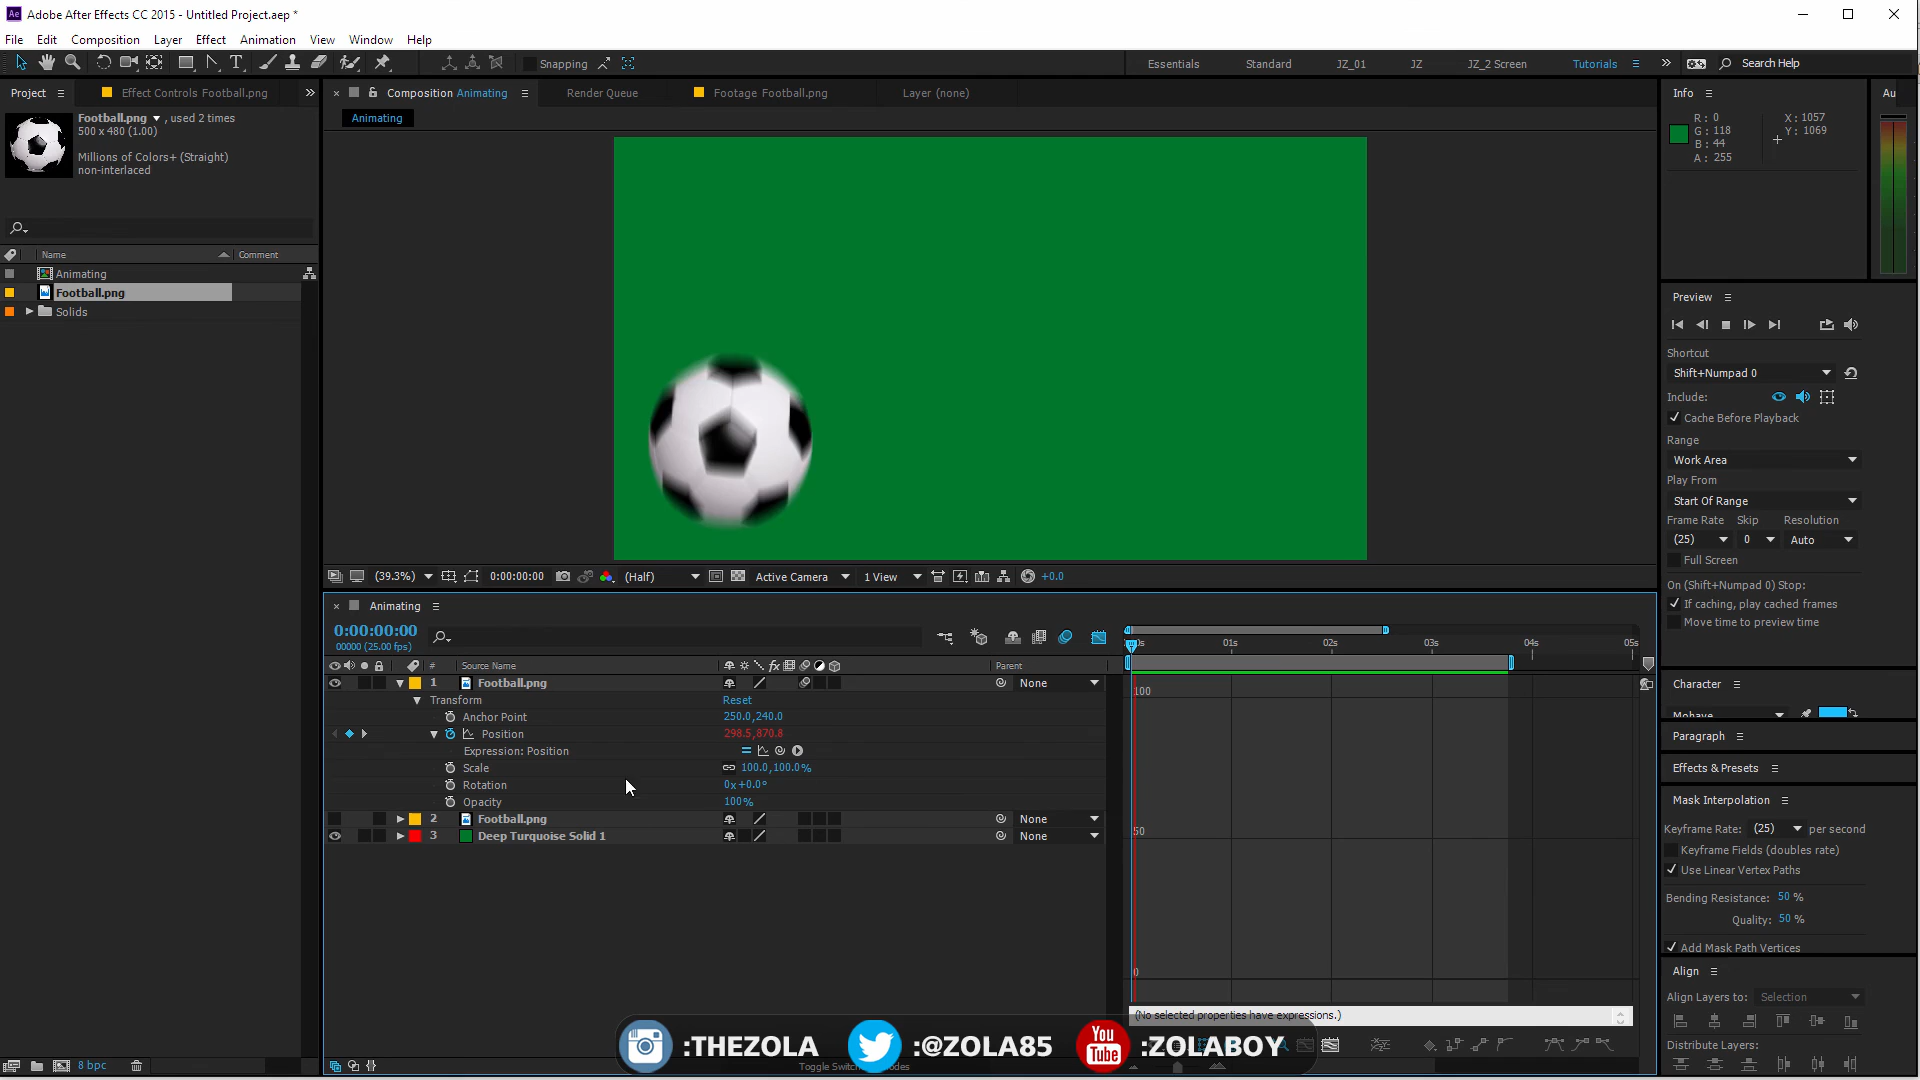 Adobe After Effects CC 2015 - Untitled Project.aep *
File Edit Composition Layer Effect Animation View Window Help
Snapping
Essentials Standard JZ_01 JZ JZ_2 Screen Tutorials Search Help
Project Effect Controls Football.png
Composition Animating Render Queue Footage Football.png Layer (none)
Info Au
Football.png , used 2 times
500 x 480 (1.00)
Millions of Colors+ (Straight)
non-interlaced
Animating
R: 0
G: 118
B: 44
A: 255
X: 1057
Y: 1069
Name Comment
Animating
Football.png
Solids
Preview
Shortcut
Shift+Numpad 0
Include:
Cache Before Playback
Range
Work Area
Play From
Start Of Range
Frame Rate Skip Resolution
(25) 0 Auto
Full Screen
On (Shift+Numpad 0) Stop:
If caching, play cached frames
Move time to preview time
(39.3%) 0:00:00:00 (Half) Active Camera 1 View +0.0
Animating
0:00:00:00
00000 (25.00 fps)
# Source Name Parent
01s 02s 03s 04s 05s
1 Football.png None
Transform Reset
Anchor Point 250.0,240.0
Position 298.5,870.8
Expression: Position
Scale 100.0,100.0%
Rotation 0x+0.0°
Opacity 100%
2 Football.png None
3 Deep Turquoise Solid 1 None
100
50
0
(No selected properties have expressions.)
Character
Mohave
Paragraph
Effects & Presets
Mask Interpolation
Keyframe Rate: (25) per second
Keyframe Fields (doubles rate)
Use Linear Vertex Paths
Bending Resistance: 50 %
Quality: 50 %
Add Mask Path Vertices
Align
Align Layers to: Selection
Distribute Layers:
8 bpc
:THEZOLA :@ZOLA85 You Tube :ZOLABOY